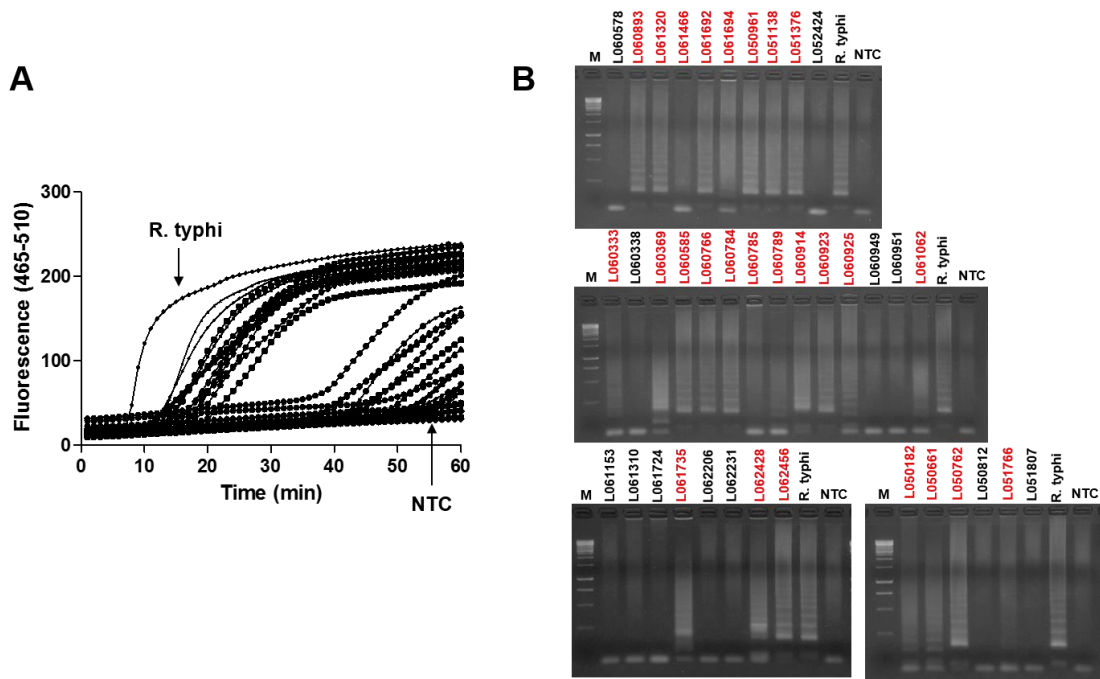 A
Fluorescence (465-510)
300
200
100
0
R. typhi
NTC
0 10 20 30 40 50 60
Time (min)
B
M L060578 L060893 L061320 L061466 L061692 L061694 L050961 L051138 L051376 L052424 R. typhi NTC
M L060333 L060338 L060369 L060585 L060766 L060784 L060785 L060789 L060914 L060923 L060925 L060949 L060951 L061062 R. typhi NTC
M L061153 L061310 L061724 L061735 L062206 L062231 L062428 L062456 R. typhi NTC
M L050182 L050661 L050762 L050812 L051766 L051807 R. typhi NTC